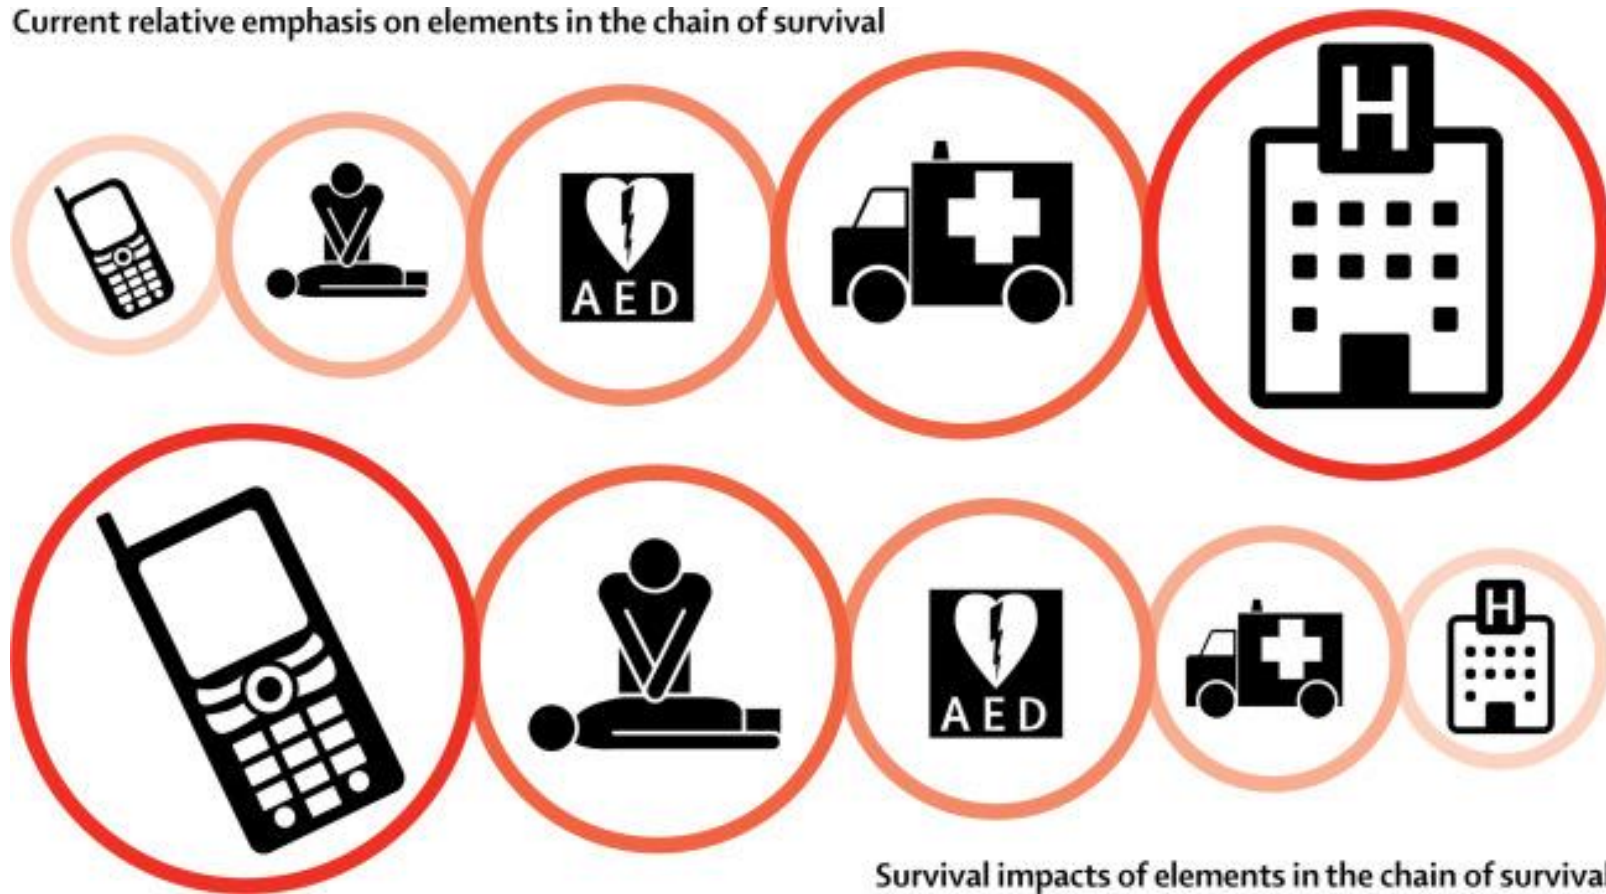 Current relative emphasis on elements in the chain of survival
H
AED
AED
H
Survival impacts of elements in the chain of survival